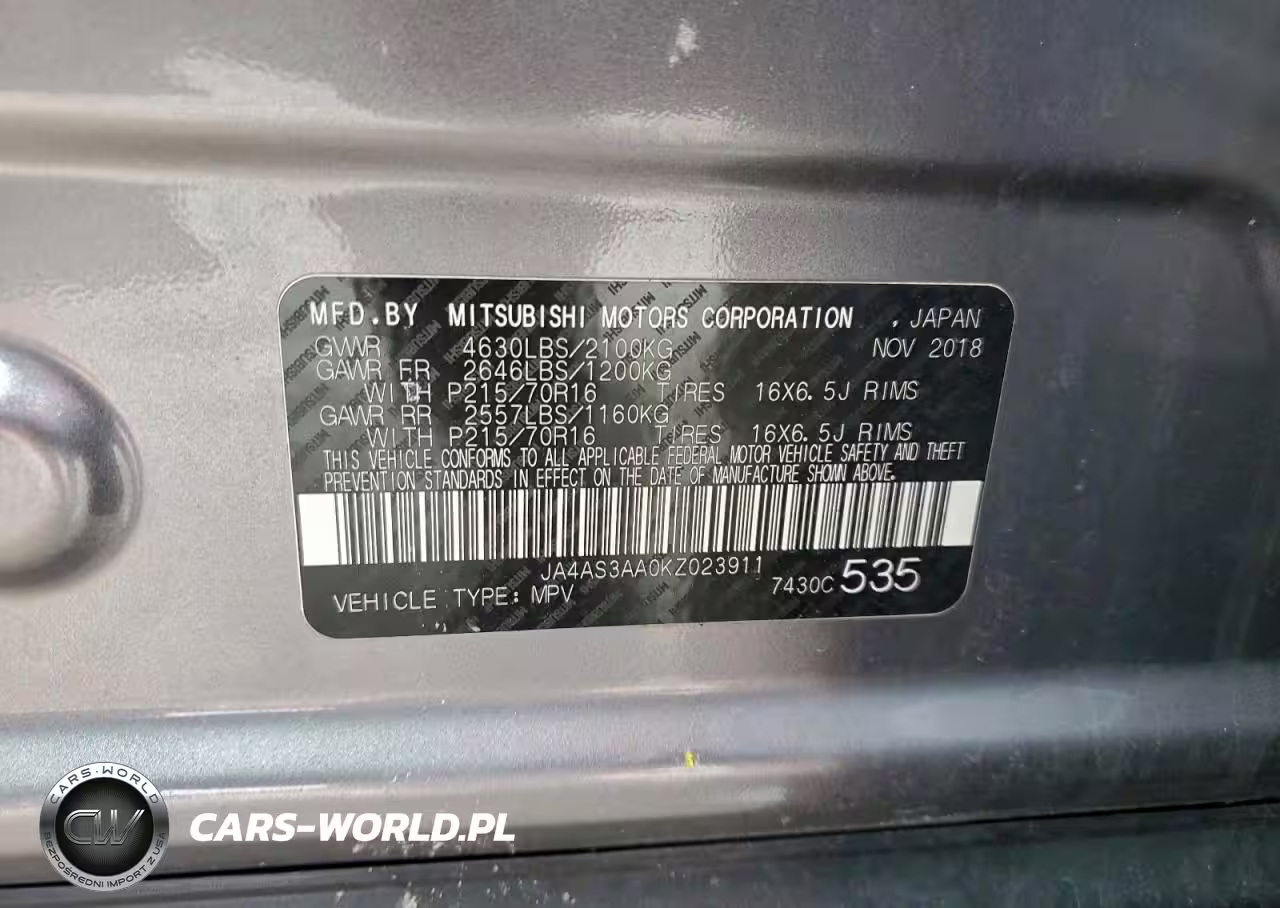 MFD.BY MITSUBISHI MOTORS CORPORATION , JAPAN
GVWR 4630LBS/2100KG NOV 2018
GAWR FR 2646LBS/1200KG
WITH P215/70R16 TIRES 16X6.5J RIMS
GAWR RR 2557LBS/1160KG
WITH P215/70R16 TIRES 16X6.5J RIMS
THIS VEHICLE CONFORMS TO ALL APPLICABLE FEDERAL MOTOR VEHICLE SAFETY AND THEFT
PREVENTION STANDARDS IN EFFECT ON THE DATE OF MANUFACTURE SHOWN ABOVE.
JA4AS3AA0KZ023911
VEHICLE TYPE: MPV 7430C 535
CARS-WORLD
CW
BEZPOŚREDNI IMPORT Z USA
CARS-WORLD.PL